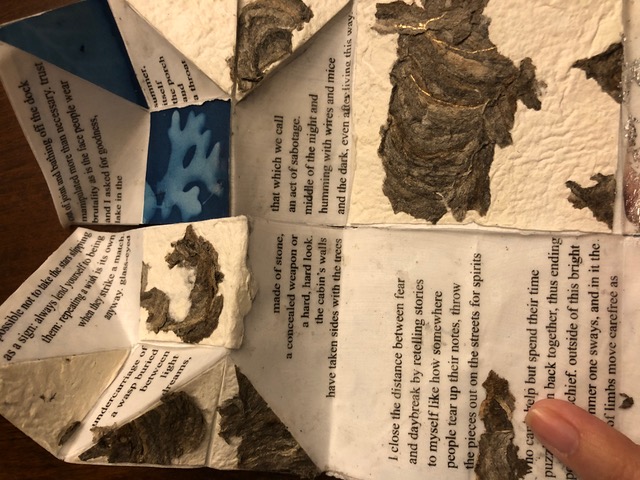 possible not to take the stars slipping
as a sign: always lend yourself to being
them. repeating a wish is its own
when they strike a match.
anyway. glass-eyed
out of joint and bathing off the dock
manipulated more than necessary. trust
brutality as is the face people wear
and I asked for goodness,
lake in the
undercarriage of
a wasp buried
between
light
dreams.
summer.
itself
the porch
and
a throat
made of stone,
a concealed weapon or
a hard, hard look.
the cabin's walls
have taken sides with the trees
that which we call
an act of sabotage.
middle of the night and
humming with wires and mice
and the dark, even after living this way.
I close the distance between fear
and daybreak by retelling stories
to myself like how somewhere
people tear up their notes, throw
the pieces out on the streets for spirits
who can't help but spend their time
back together, thus ending
outside of this bright
one sways, and in it the
of limbs move carefree as